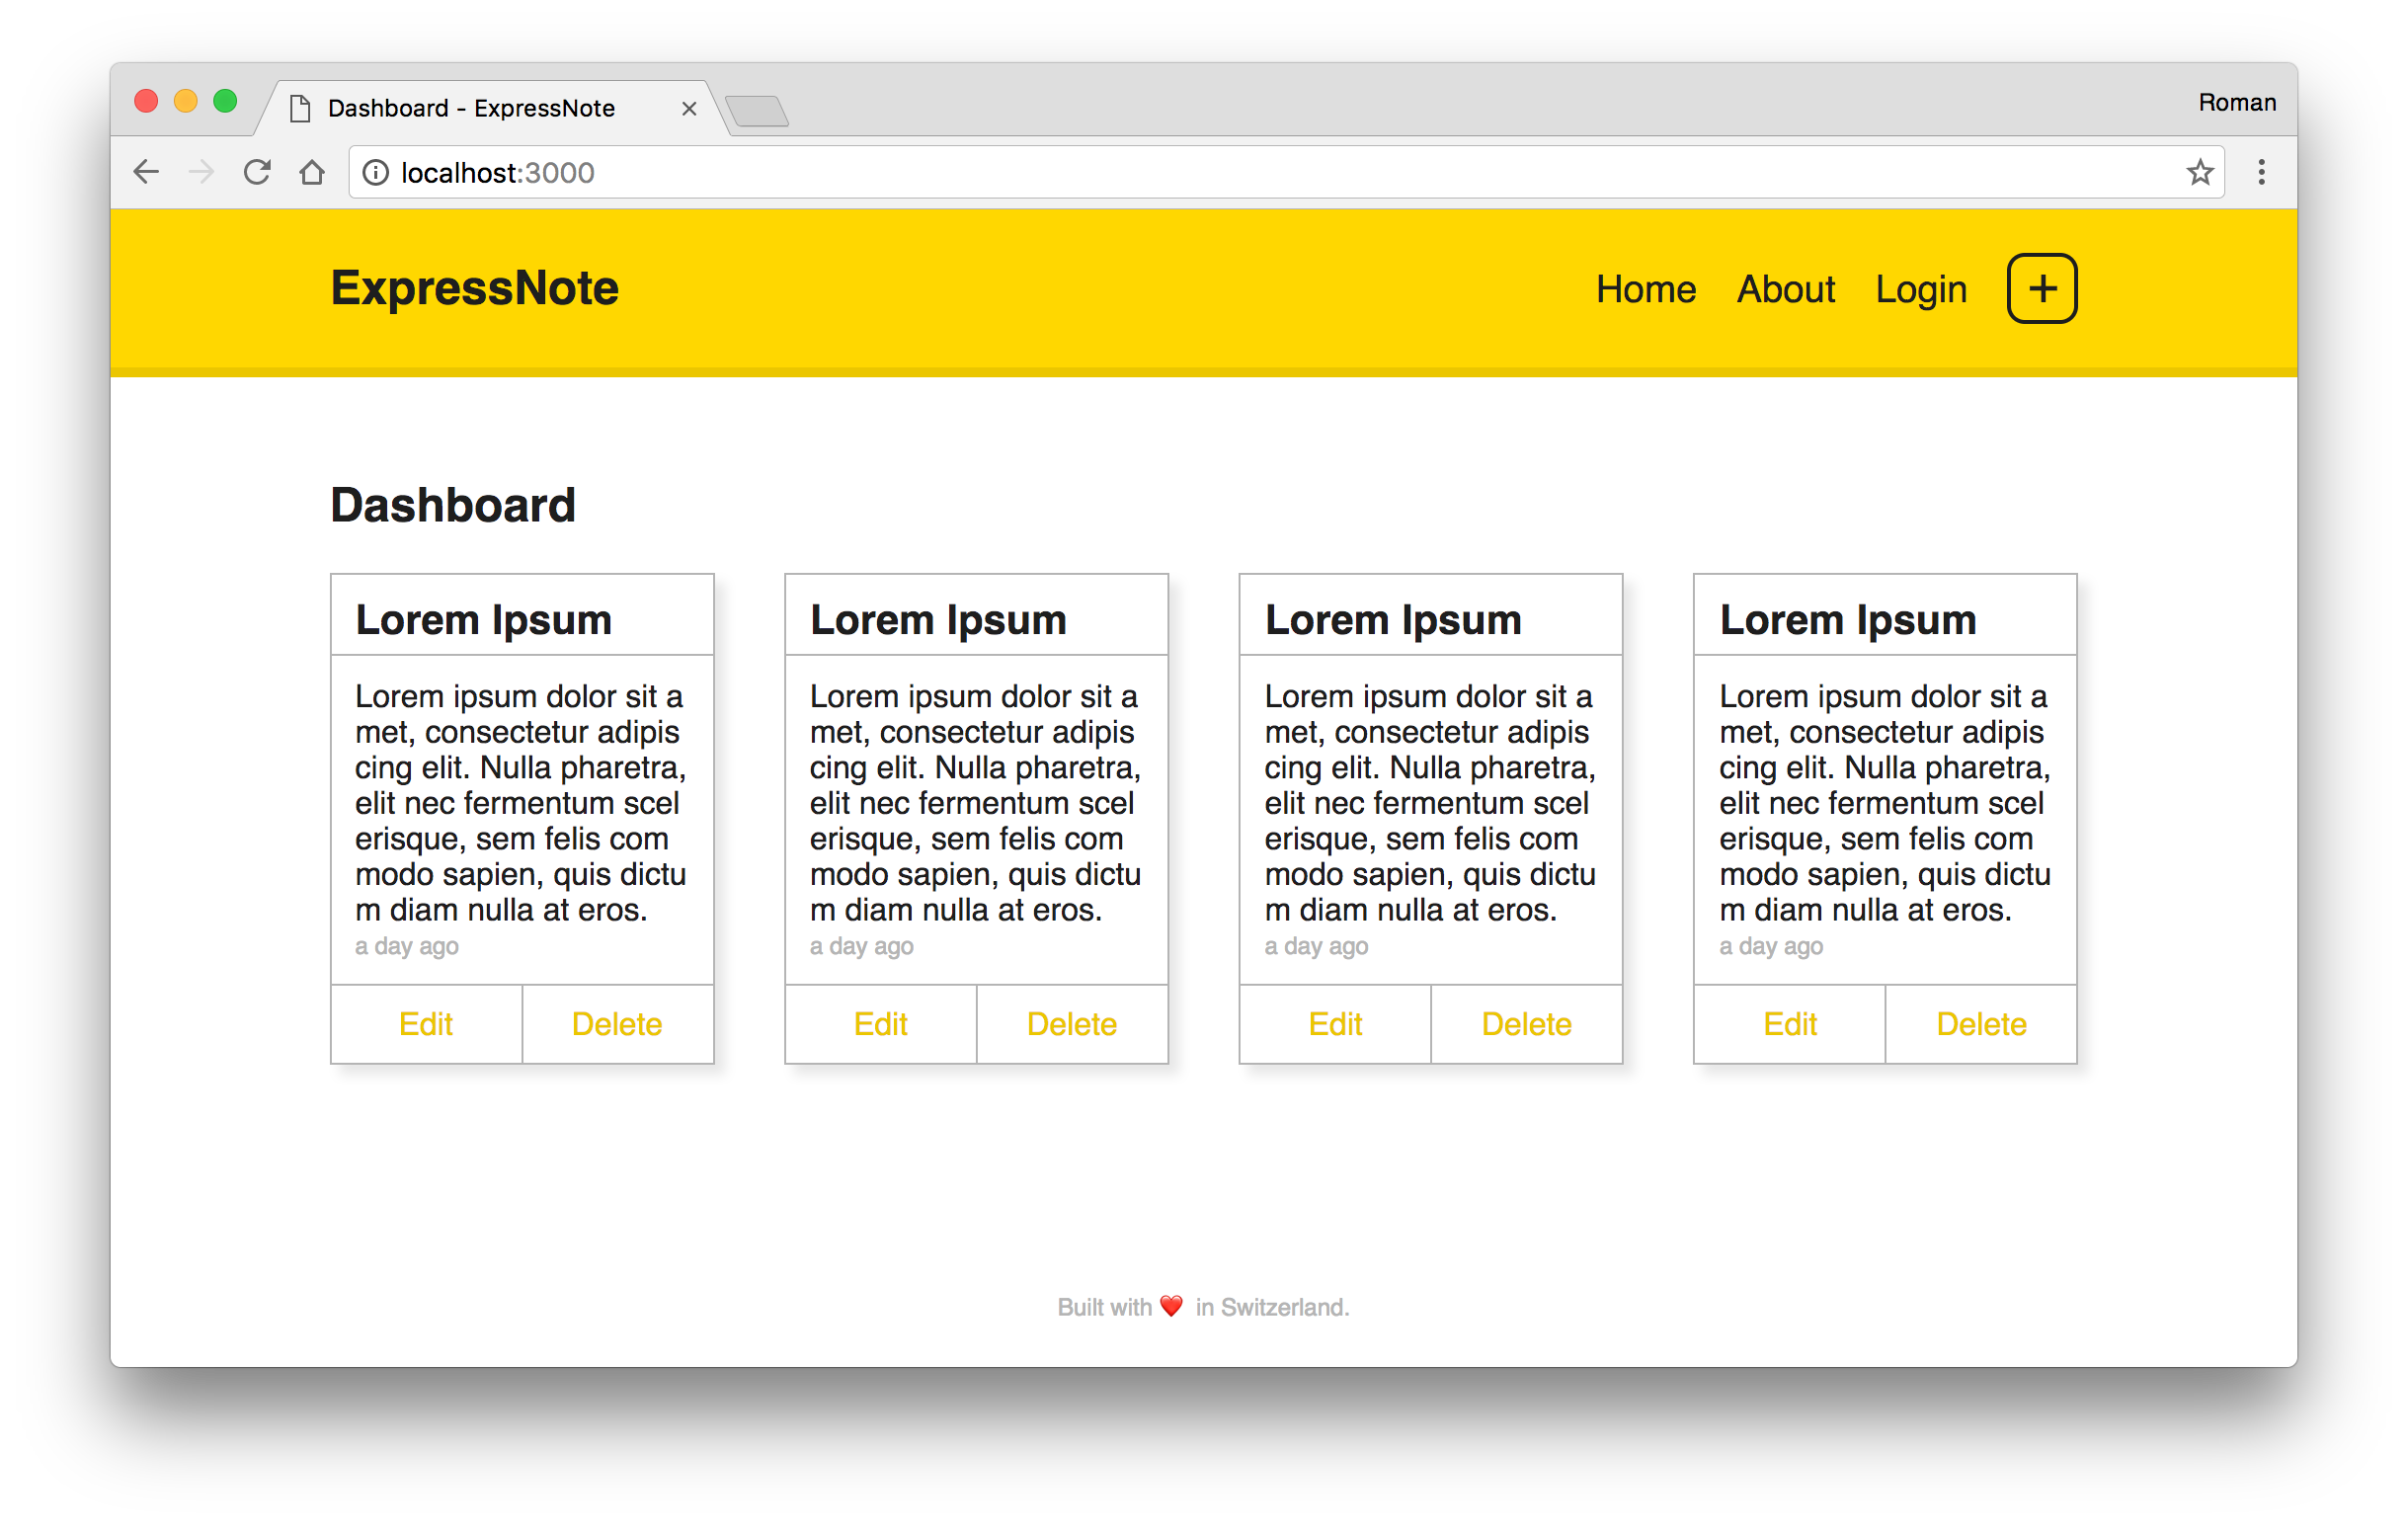 Dashboard - ExpressNote
Roman
localhost:3000
ExpressNote
Home About Login +
Dashboard
Lorem Ipsum
Lorem ipsum dolor sit a
met, consectetur adipis
cing elit. Nulla pharetra,
elit nec fermentum scel
erisque, sem felis com
modo sapien, quis dictu
m diam nulla at eros.
a day ago
Edit Delete
Lorem Ipsum
Lorem ipsum dolor sit a
met, consectetur adipis
cing elit. Nulla pharetra,
elit nec fermentum scel
erisque, sem felis com
modo sapien, quis dictu
m diam nulla at eros.
a day ago
Edit Delete
Lorem Ipsum
Lorem ipsum dolor sit a
met, consectetur adipis
cing elit. Nulla pharetra,
elit nec fermentum scel
erisque, sem felis com
modo sapien, quis dictu
m diam nulla at eros.
a day ago
Edit Delete
Lorem Ipsum
Lorem ipsum dolor sit a
met, consectetur adipis
cing elit. Nulla pharetra,
elit nec fermentum scel
erisque, sem felis com
modo sapien, quis dictu
m diam nulla at eros.
a day ago
Edit Delete
Built with ❤️ in Switzerland.